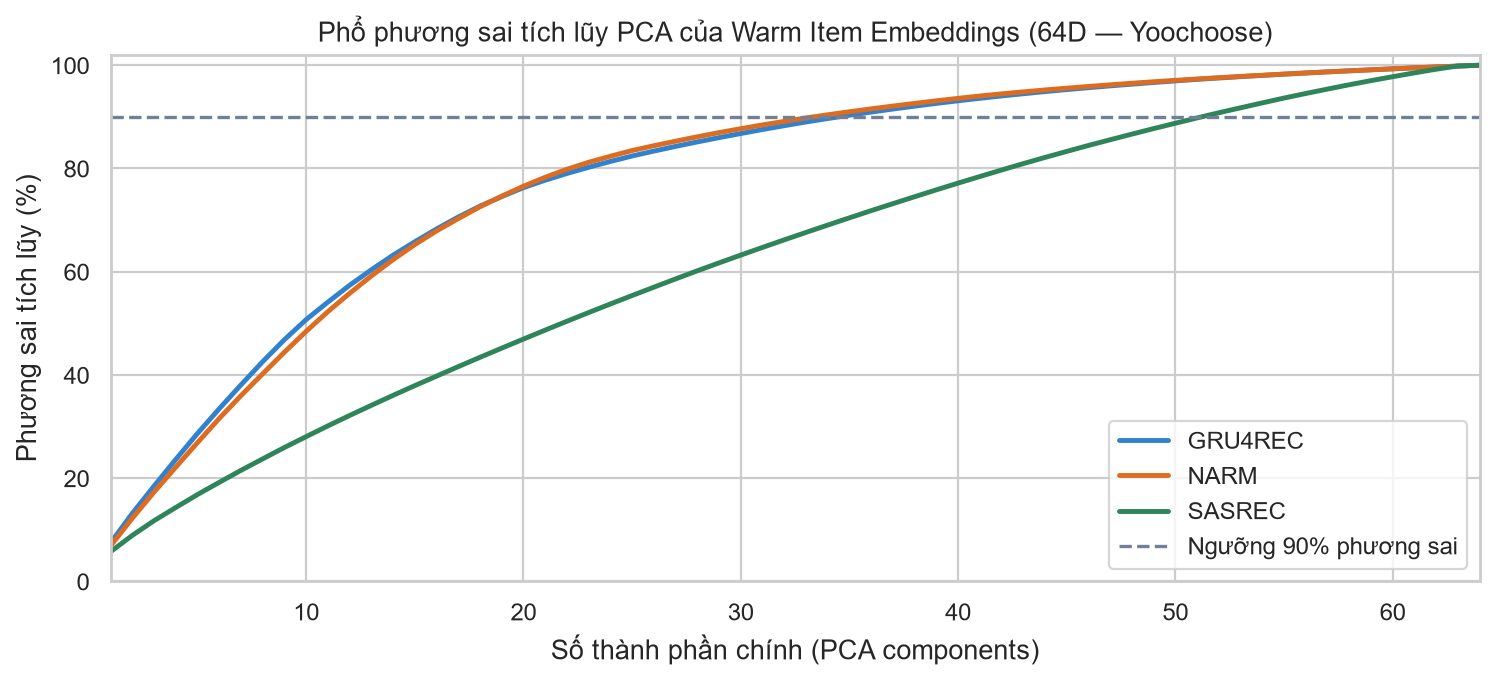 Phổ phương sai tích lũy PCA của Warm Item Embeddings (64D — Yoochoose)
Phương sai tích lũy (%)
100
80
60
40
20
0
10
20
30
40
50
60
Số thành phần chính (PCA components)
GRU4REC
NARM
SASREC
Ngưỡng 90% phương sai